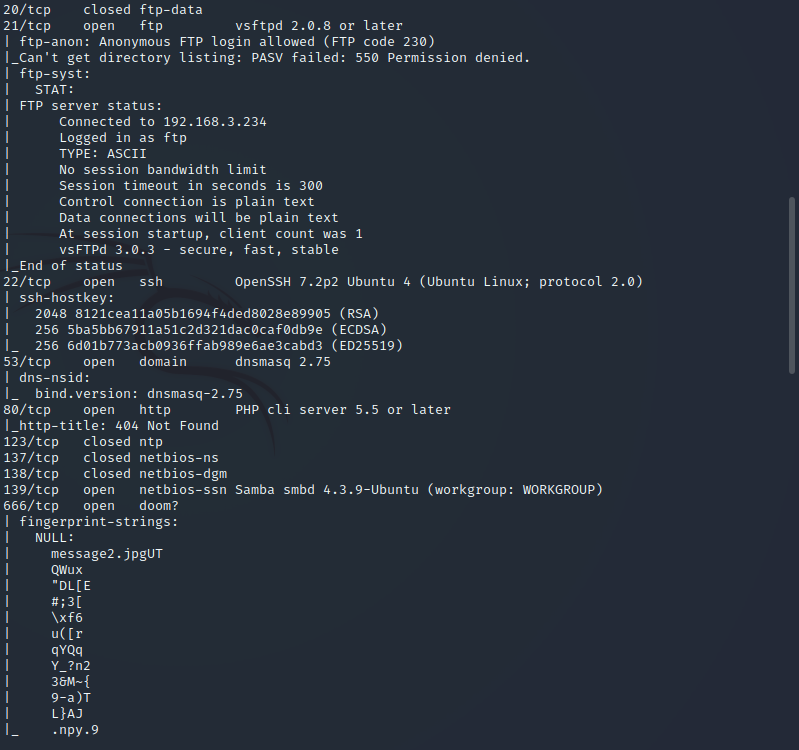 20/tcp    closed ftp-data
21/tcp    open   ftp         vsftpd 2.0.8 or later
| ftp-anon: Anonymous FTP login allowed (FTP code 230)
|_Can't get directory listing: PASV failed: 550 Permission denied.
| ftp-syst:
|   STAT:
| FTP server status:
|      Connected to 192.168.3.234
|      Logged in as ftp
|      TYPE: ASCII
|      No session bandwidth limit
|      Session timeout in seconds is 300
|      Control connection is plain text
|      Data connections will be plain text
|      At session startup, client count was 1
|      vsFTPd 3.0.3 - secure, fast, stable
|_End of status
22/tcp    open   ssh         OpenSSH 7.2p2 Ubuntu 4 (Ubuntu Linux; protocol 2.0)
| ssh-hostkey:
|   2048 8121cea11a05b1694f4ded8028e89905 (RSA)
|   256 5ba5bb67911a51c2d321dac0caf0db9e (ECDSA)
|_  256 6d01b773acb0936ffab989e6ae3cabd3 (ED25519)
53/tcp    open   domain      dnsmasq 2.75
| dns-nsid:
|_  bind.version: dnsmasq-2.75
80/tcp    open   http        PHP cli server 5.5 or later
|_http-title: 404 Not Found
123/tcp   closed ntp
137/tcp   closed netbios-ns
138/tcp   closed netbios-dgm
139/tcp   open   netbios-ssn Samba smbd 4.3.9-Ubuntu (workgroup: WORKGROUP)
666/tcp   open   doom?
| fingerprint-strings:
|   NULL:
|     message2.jpgUT
|     QWux
|     "DL[E
|     #;3[
|     \xf6
|     u([r
|     qYQq
|     Y_?n2
|     3&M~{
|     9-a)T
|     L}AJ
|_    .npy.9